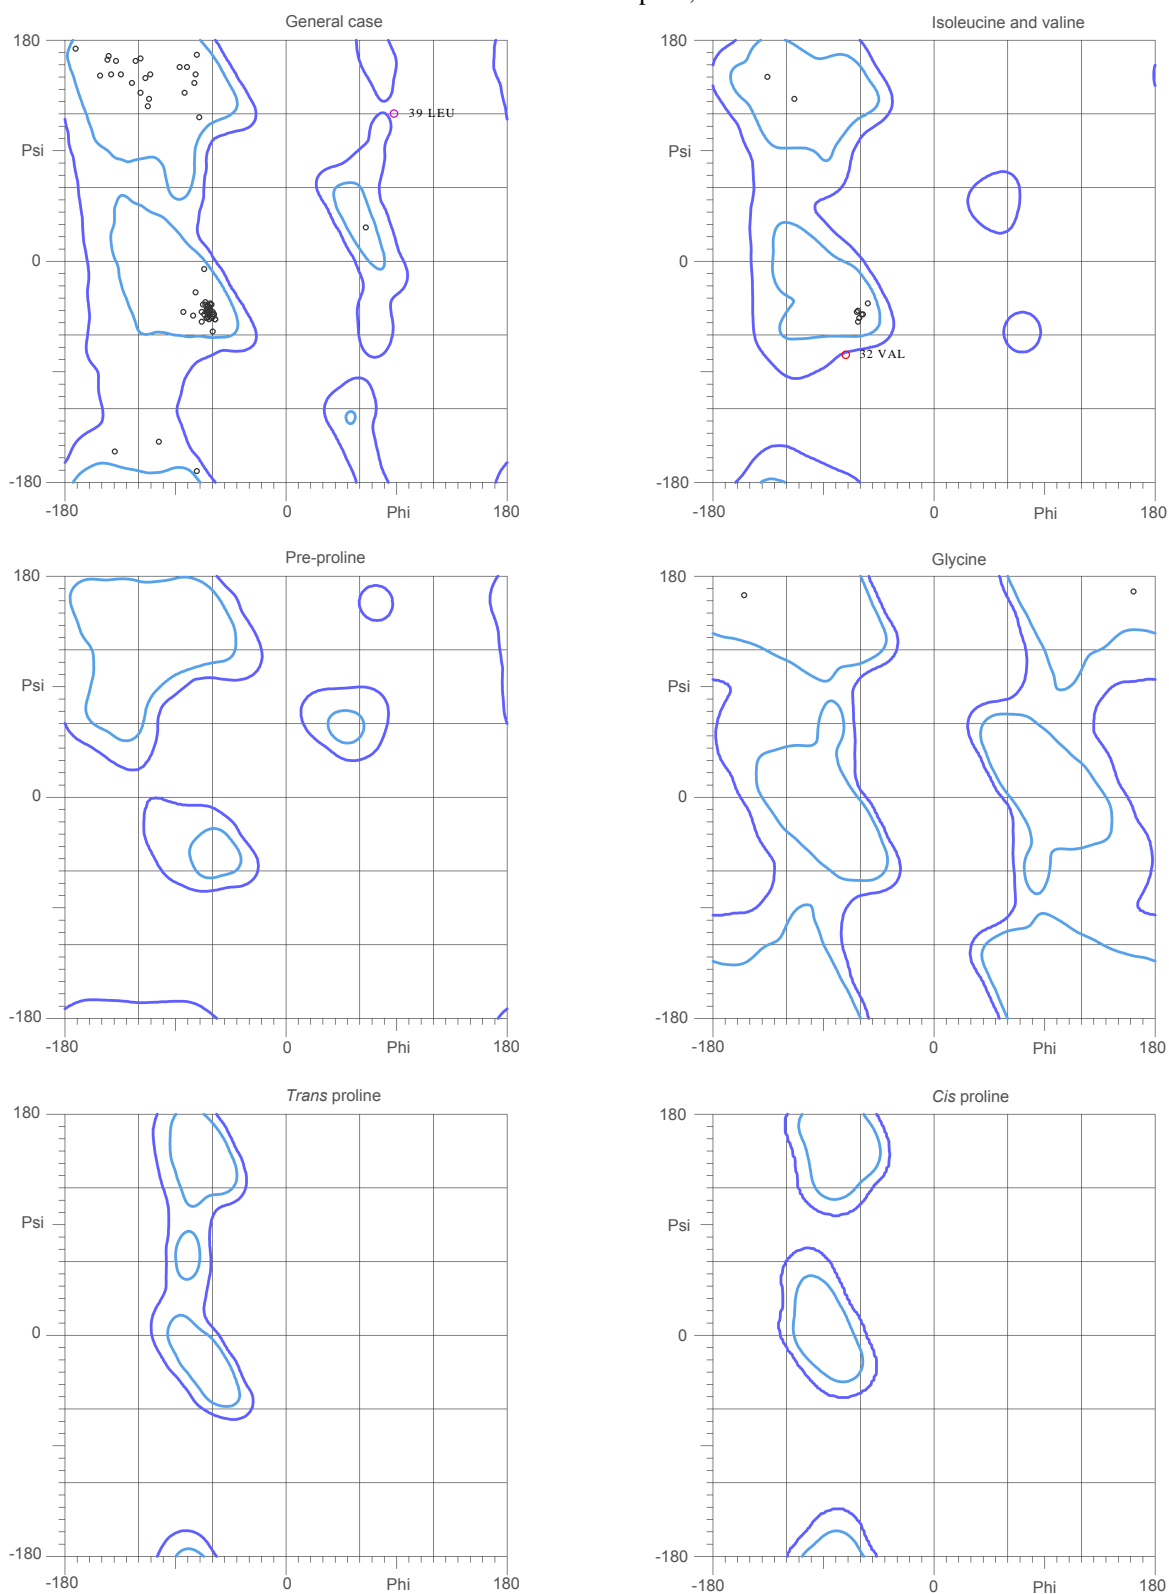 General case
180
Psi
0
-180
-180
0
Phi
180
39 LEU
Isoleucine and valine
180
Psi
0
-180
-180
0
Phi
180
32 VAL
Pre-proline
180
Psi
0
-180
-180
0
Phi
180
Glycine
180
Psi
0
-180
-180
0
Phi
180
Trans proline
180
Psi
0
-180
-180
0
Phi
180
Cis proline
180
Psi
0
-180
-180
0
Phi
180